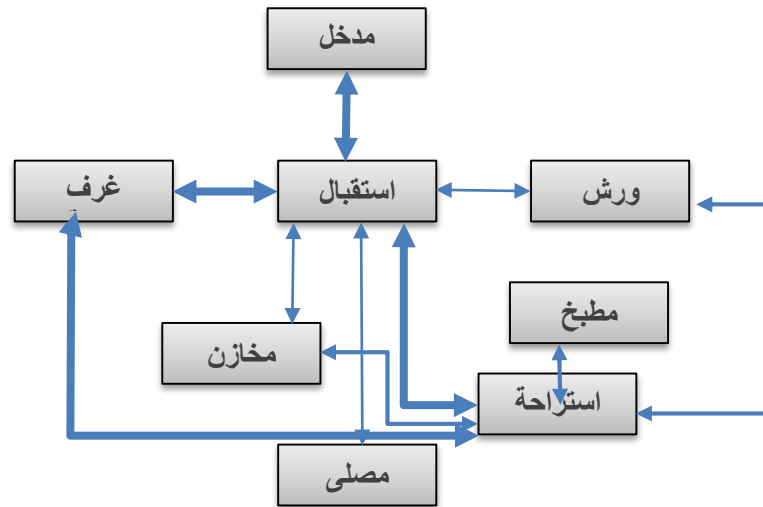 مدخل
غرف
استقبال
ورش
مطبخ
مخازن
استراحة
مصلى